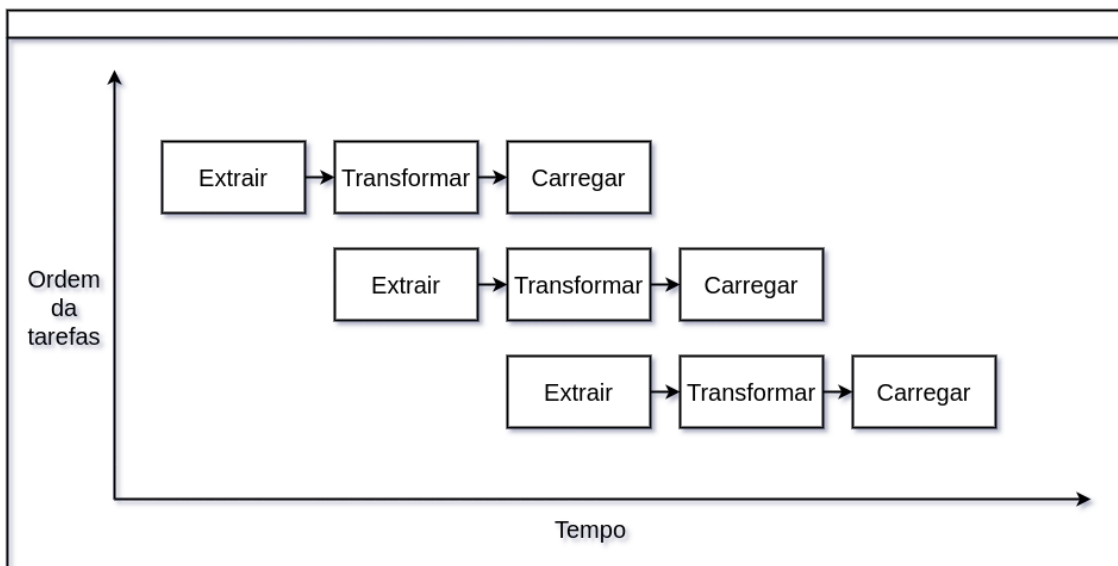 Extrair
Transformar
Carregar
Extrair
Transformar
Carregar
Ordem
da
tarefas
Extrair
Transformar
Carregar
Tempo